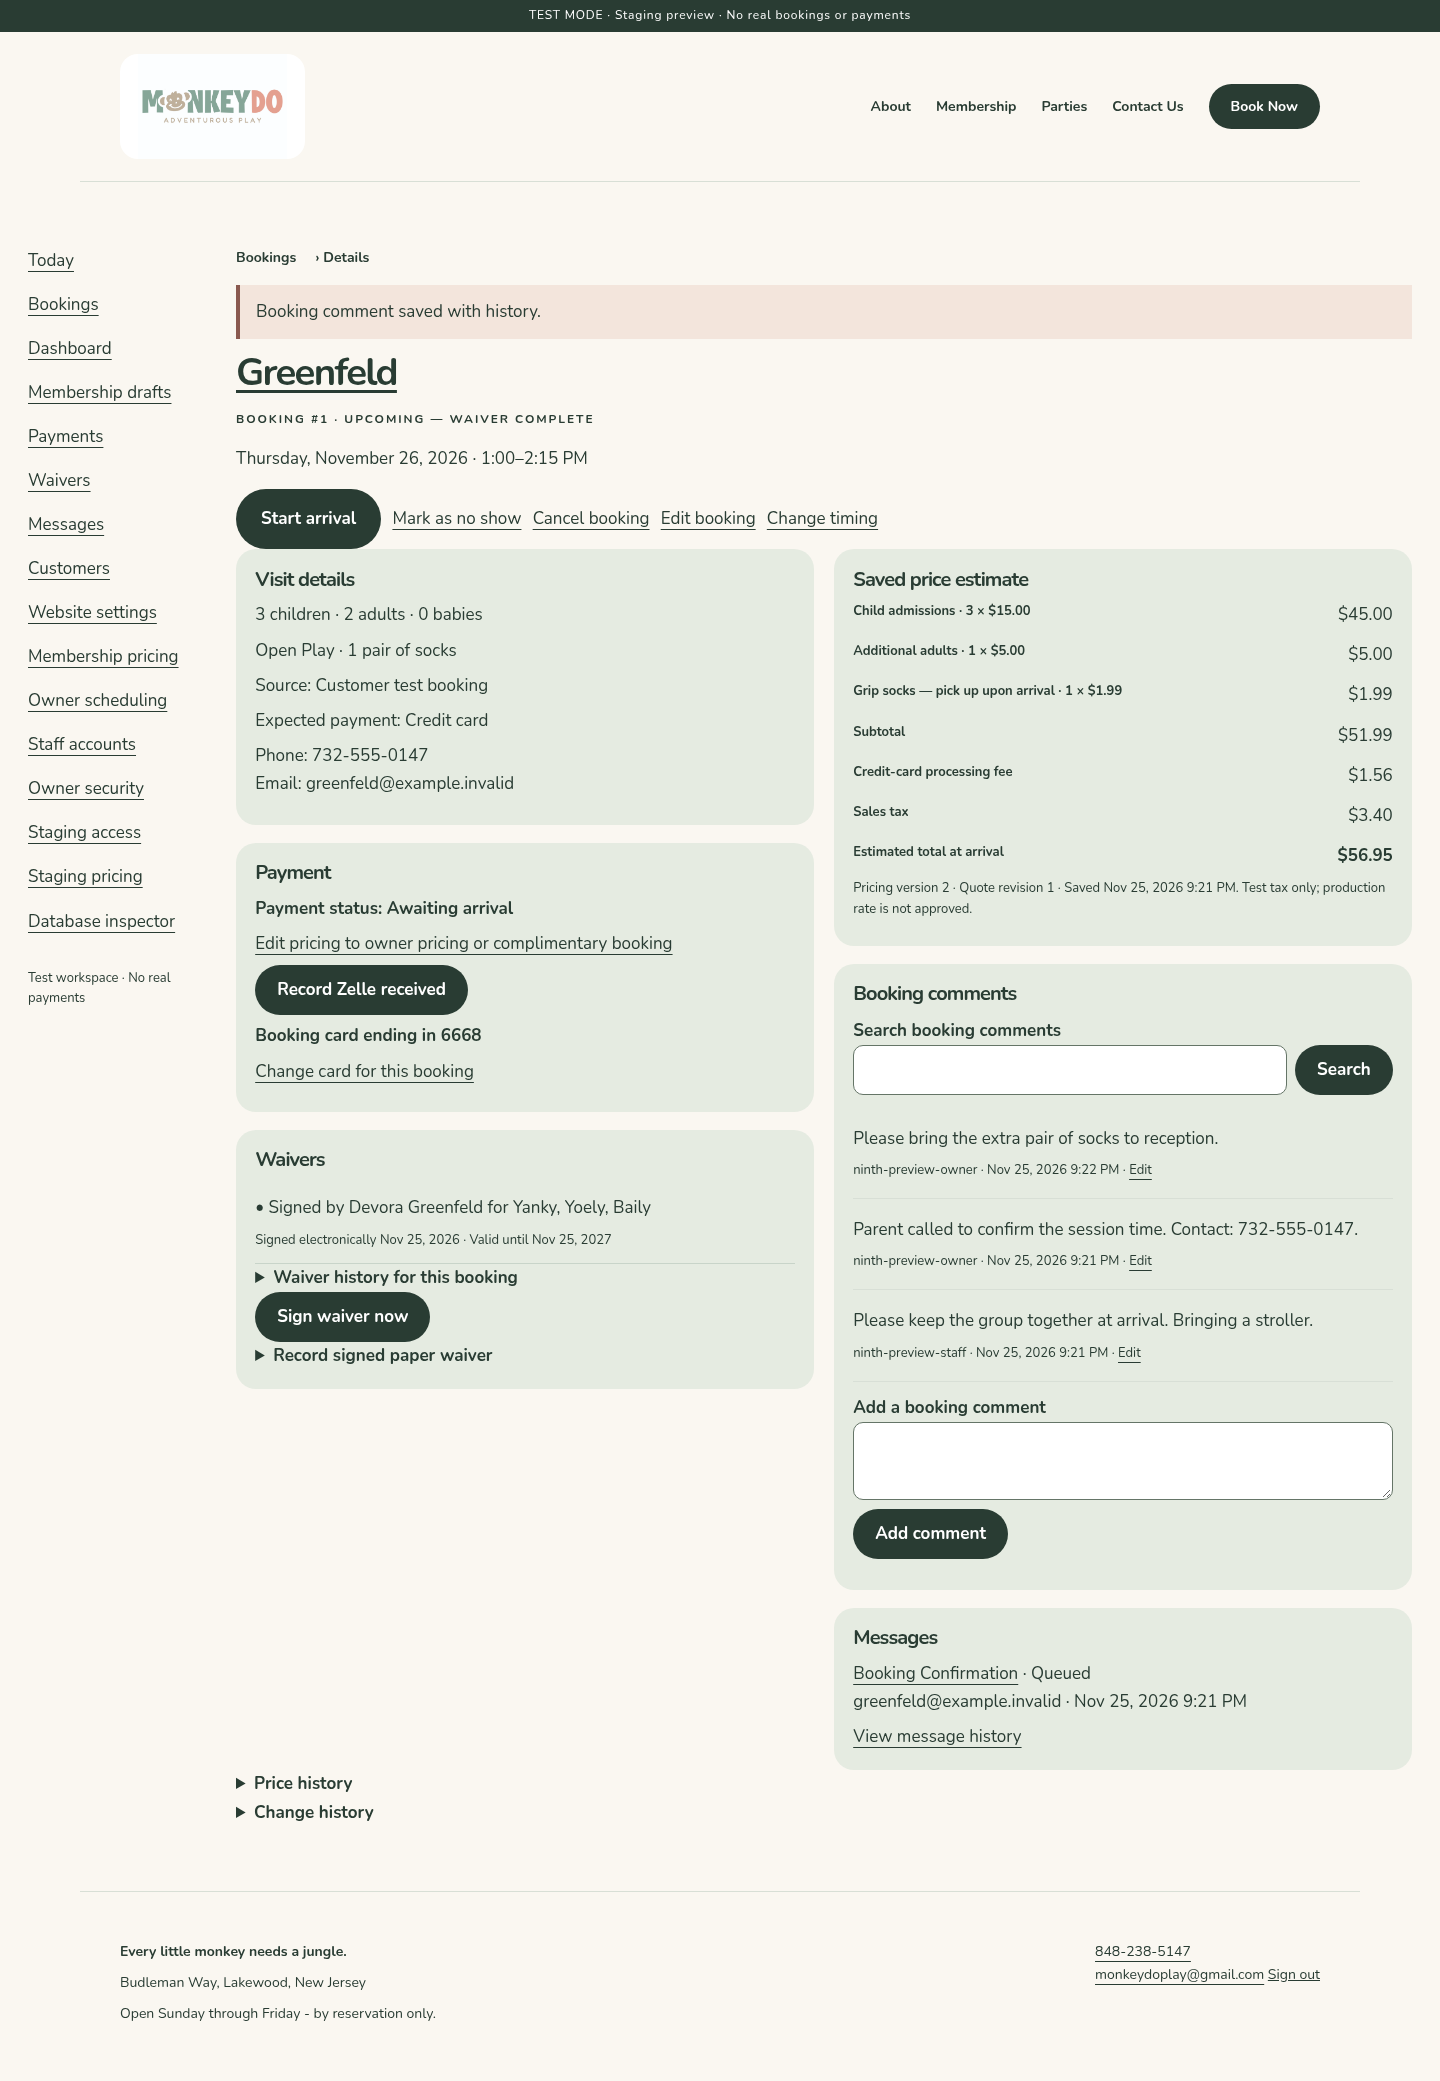 TEST MODE · Staging preview · No real bookings or payments
MONKEYDO
ADVENTUROUS PLAY
About
Membership
Parties
Contact Us
Book Now
Today
Bookings
Dashboard
Membership drafts
Payments
Waivers
Messages
Customers
Website settings
Membership pricing
Owner scheduling
Staff accounts
Owner security
Staging access
Staging pricing
Database inspector
Test workspace · No real
payments
Bookings › Details
Booking comment saved with history.
Greenfeld
BOOKING #1 · UPCOMING — WAIVER COMPLETE
Thursday, November 26, 2026 · 1:00–2:15 PM
Start arrival Mark as no show Cancel booking Edit booking Change timing
Visit details
3 children · 2 adults · 0 babies
Open Play · 1 pair of socks
Source: Customer test booking
Expected payment: Credit card
Phone: 732-555-0147
Email: greenfeld@example.invalid
Payment
Payment status: Awaiting arrival
Edit pricing to owner pricing or complimentary booking
Record Zelle received
Booking card ending in 6668
Change card for this booking
Waivers
• Signed by Devora Greenfeld for Yanky, Yoely, Baily
Signed electronically Nov 25, 2026 · Valid until Nov 25, 2027
▶ Waiver history for this booking
Sign waiver now
▶ Record signed paper waiver
Saved price estimate
Child admissions · 3 × $15.00 $45.00
Additional adults · 1 × $5.00 $5.00
Grip socks — pick up upon arrival · 1 × $1.99 $1.99
Subtotal $51.99
Credit-card processing fee $1.56
Sales tax $3.40
Estimated total at arrival $56.95
Pricing version 2 · Quote revision 1 · Saved Nov 25, 2026 9:21 PM. Test tax only; production
rate is not approved.
Booking comments
Search booking comments
Search
Please bring the extra pair of socks to reception.
ninth-preview-owner · Nov 25, 2026 9:22 PM · Edit
Parent called to confirm the session time. Contact: 732-555-0147.
ninth-preview-owner · Nov 25, 2026 9:21 PM · Edit
Please keep the group together at arrival. Bringing a stroller.
ninth-preview-staff · Nov 25, 2026 9:21 PM · Edit
Add a booking comment
Add comment
Messages
Booking Confirmation · Queued
greenfeld@example.invalid · Nov 25, 2026 9:21 PM
View message history
▶ Price history
▶ Change history
Every little monkey needs a jungle.
Budleman Way, Lakewood, New Jersey
Open Sunday through Friday - by reservation only.
848-238-5147
monkeydoplay@gmail.com Sign out